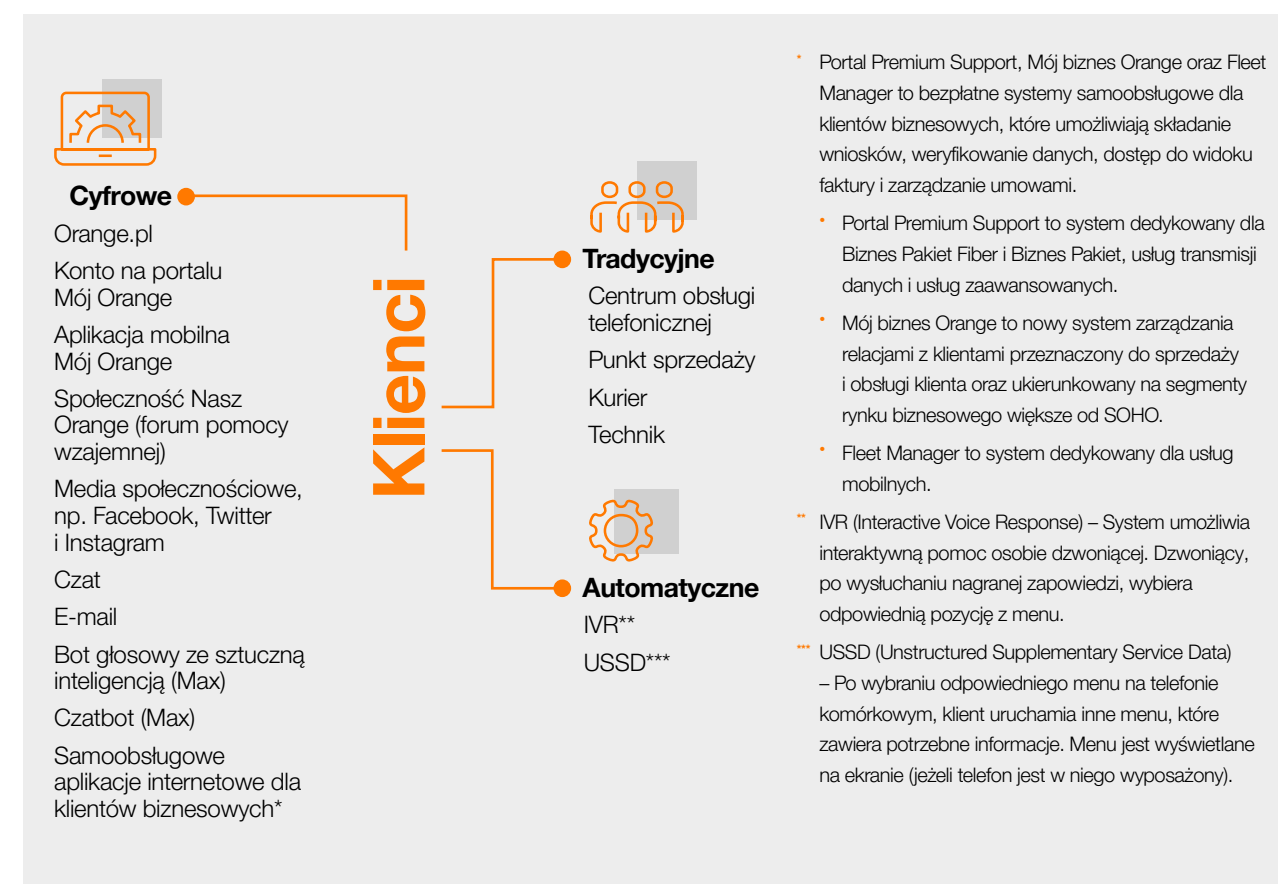 Cyfrowe
Orange.pl
Konto na portalu
Mój Orange
Aplikacja mobilna
Mój Orange
Społeczność Nasz
Orange (forum pomocy
wzajemnej)
Media społecznościowe,
np. Facebook, Twitter
i Instagram
Czat
E-mail
Bot głosowy ze sztuczną
inteligencją (Max)
Czatbot (Max)
Samoobsługowe
aplikacje internetowe dla
klientów biznesowych*
Klienci
Tradycyjne
Centrum obsługi
telefonicznej
Punkt sprzedaży
Kurier
Technik
Automatyczne
IVR**
USSD***
* Portal Premium Support, Mój biznes Orange oraz Fleet
Manager to bezpłatne systemy samoobsługowe dla
klientów biznesowych, które umożliwiają składanie
wniosków, weryfikowanie danych, dostęp do widoku
faktury i zarządzanie umowami.
• Portal Premium Support to system dedykowany dla
Biznes Pakiet Fiber i Biznes Pakiet, usług transmisji
danych i usług zaawansowanych.
• Mój biznes Orange to nowy system zarządzania
relacjami z klientami przeznaczony do sprzedaży
i obsługi klienta oraz ukierunkowany na segmenty
rynku biznesowego większe od SOHO.
• Fleet Manager to system dedykowany dla usług
mobilnych.
** IVR (Interactive Voice Response) – System umożliwia
interaktywną pomoc osobie dzwoniącej. Dzwoniący,
po wysłuchaniu nagranej zapowiedzi, wybiera
odpowiednią pozycję z menu.
*** USSD (Unstructured Supplementary Service Data)
– Po wybraniu odpowiedniego menu na telefonie
komórkowym, klient uruchamia inne menu, które
zawiera potrzebne informacje. Menu jest wyświetlane
na ekranie (jeżeli telefon jest w niego wyposażony).